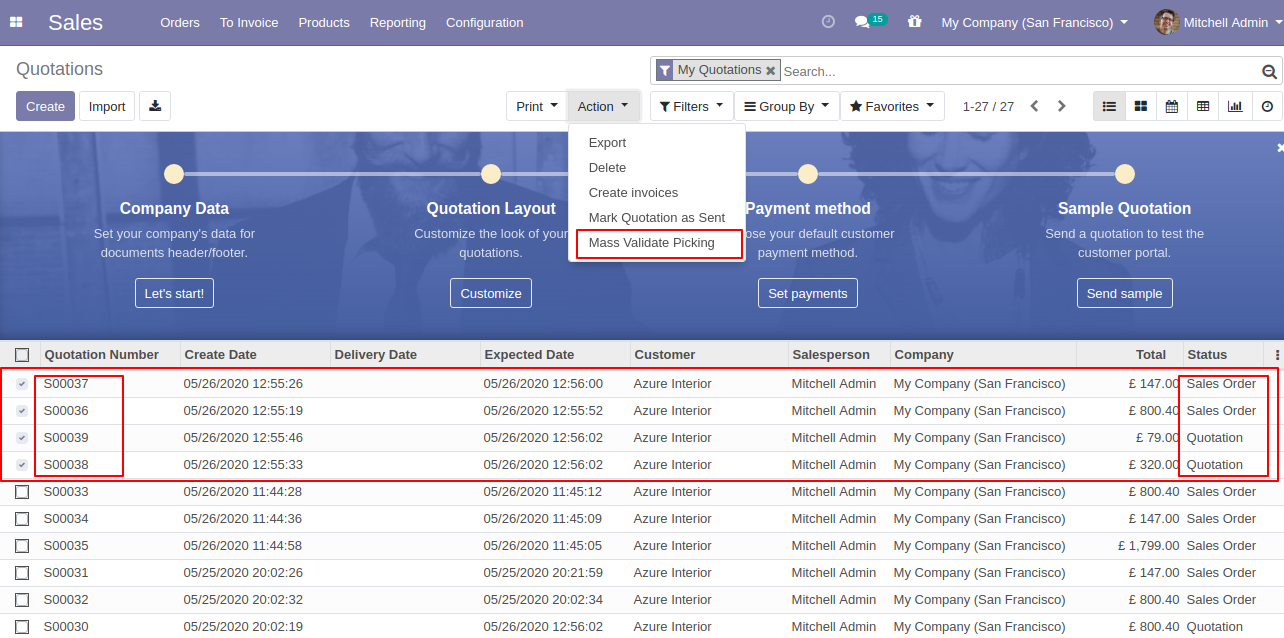 Sales Orders To Invoice Products Reporting Configuration 15 My Company (San Francisco) Mitchell Admin
Quotations My Quotations Search...
Create Import Print Action Filters Group By Favorites 1-27 / 27
Export
Delete
Create invoices
Mark Quotation as Sent
Mass Validate Picking
Company Data
Set your company's data for
documents header/footer.
Let's start!
Quotation Layout
Customize the look of your
quotations.
Customize
Payment method
ose your default customer
payment method.
Set payments
Sample Quotation
Send a quotation to test the
customer portal.
Send sample
Quotation Number Create Date Delivery Date Expected Date Customer Salesperson Company Total Status
S00037 05/26/2020 12:55:26 05/26/2020 12:56:00 Azure Interior Mitchell Admin My Company (San Francisco) £ 147.00 Sales Order
S00036 05/26/2020 12:55:19 05/26/2020 12:55:52 Azure Interior Mitchell Admin My Company (San Francisco) £ 800.40 Sales Order
S00039 05/26/2020 12:55:46 05/26/2020 12:56:02 Azure Interior Mitchell Admin My Company (San Francisco) £ 79.00 Quotation
S00038 05/26/2020 12:55:33 05/26/2020 12:56:02 Azure Interior Mitchell Admin My Company (San Francisco) £ 320.00 Quotation
S00033 05/26/2020 11:44:28 05/26/2020 11:45:12 Azure Interior Mitchell Admin My Company (San Francisco) £ 800.40 Sales Order
S00034 05/26/2020 11:44:36 05/26/2020 11:45:09 Azure Interior Mitchell Admin My Company (San Francisco) £ 147.00 Sales Order
S00035 05/26/2020 11:44:58 05/26/2020 11:45:05 Azure Interior Mitchell Admin My Company (San Francisco) £ 1,799.00 Sales Order
S00031 05/25/2020 20:02:26 05/25/2020 20:21:59 Azure Interior Mitchell Admin My Company (San Francisco) £ 147.00 Sales Order
S00032 05/25/2020 20:02:32 05/25/2020 20:02:34 Azure Interior Mitchell Admin My Company (San Francisco) £ 800.40 Sales Order
S00030 05/25/2020 20:02:19 05/26/2020 12:56:02 Azure Interior Mitchell Admin My Company (San Francisco) £ 800.40 Quotation